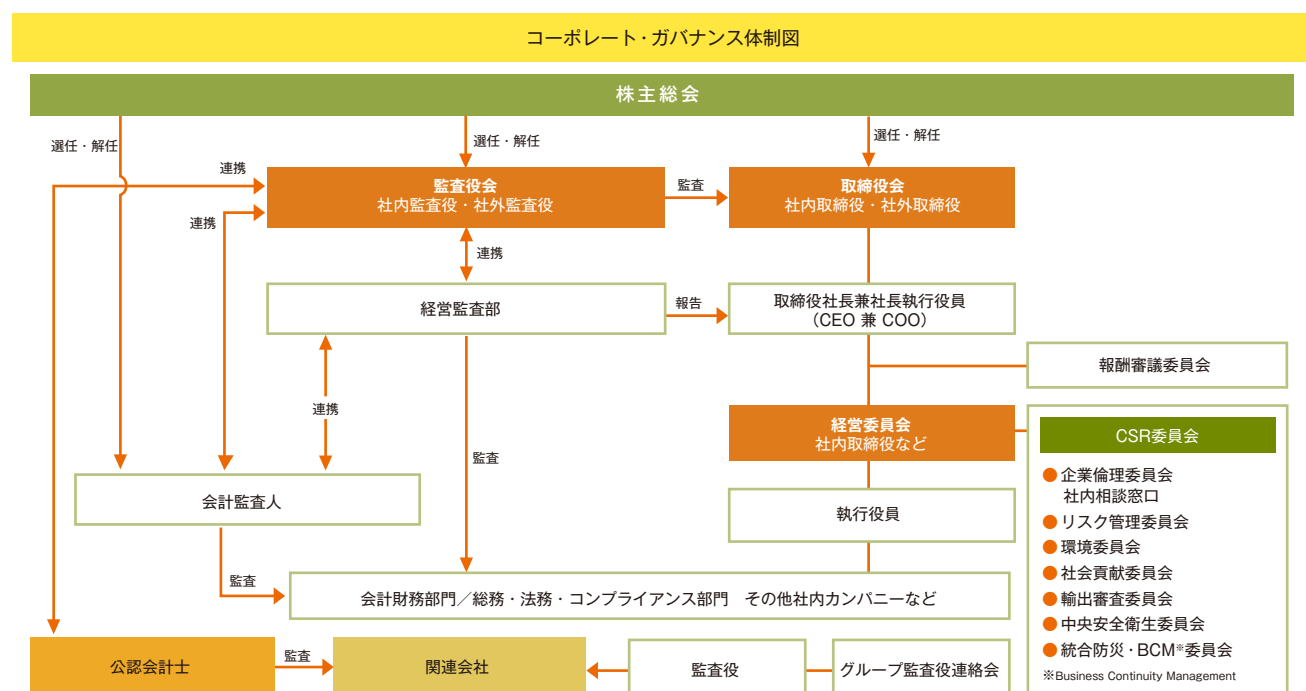 コーポレート・ガバナンス体制図
株主総会
選任・解任
選任・解任
選任・解任
連携
監査役会
社内監査役・社外監査役
監査
取締役会
社内取締役・社外取締役
連携
連携
経営監査部
報告
取締役社長兼社長執行役員
（CEO 兼 COO）
報酬審議委員会
連携
経営委員会
社内取締役など
CSR委員会
監査
企業倫理委員会
社内相談窓口
リスク管理委員会
環境委員会
社会貢献委員会
輸出審査委員会
中央安全衛生委員会
統合防災・BCM※委員会
※Business Continuity Management
会計監査人
執行役員
監査
会計財務部門／総務・法務・コンプライアンス部門　その他社内カンパニーなど
公認会計士
監査
関連会社
監査役
グループ監査役連絡会